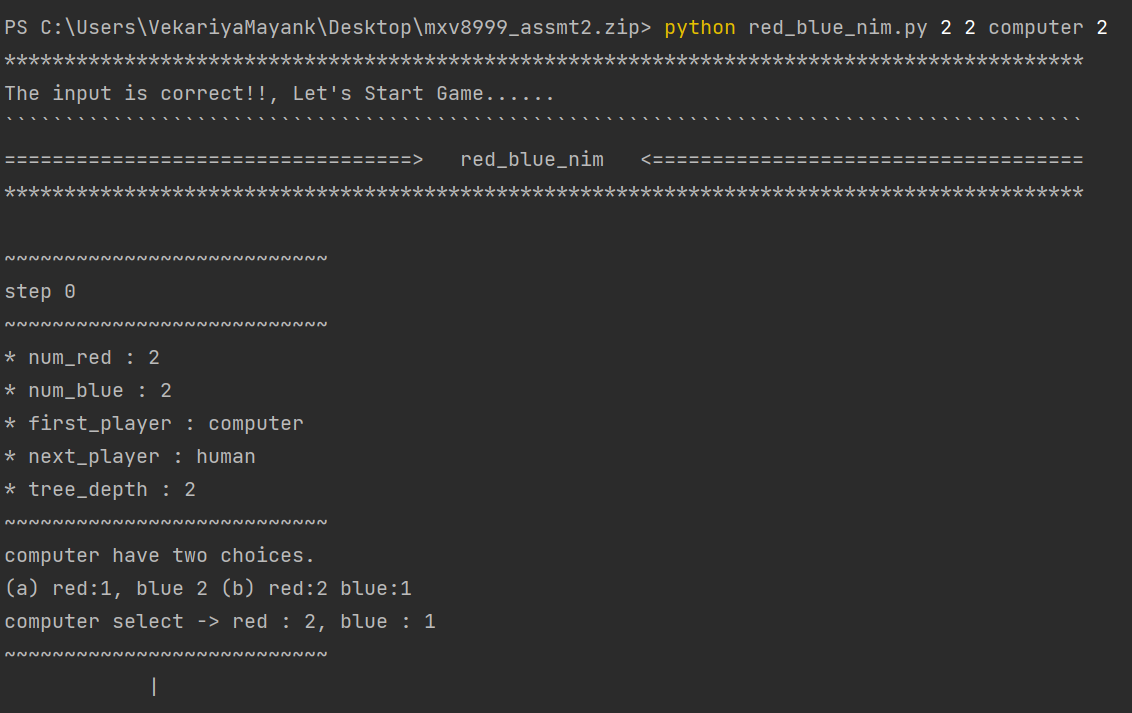 PS C:\Users\VekariyaMayank\Desktop\mxv8999_assmt2.zip> python red_blue_nim.py 2 2 computer 2
******************************************************************************************
The input is correct!!, Let's Start Game......
``````````````````````````````````````````````````````````````````````````````````````````
==================================>   red_blue_nim   <====================================
******************************************************************************************
~~~~~~~~~~~~~~~~~~~~~~~~~~~
step 0
~~~~~~~~~~~~~~~~~~~~~~~~~~~
* num_red : 2
* num_blue : 2
* first_player : computer
* next_player : human
* tree_depth : 2
~~~~~~~~~~~~~~~~~~~~~~~~~~~
computer have two choices.
(a) red:1, blue 2 (b) red:2 blue:1
computer select -> red : 2, blue : 1
~~~~~~~~~~~~~~~~~~~~~~~~~~~
            |